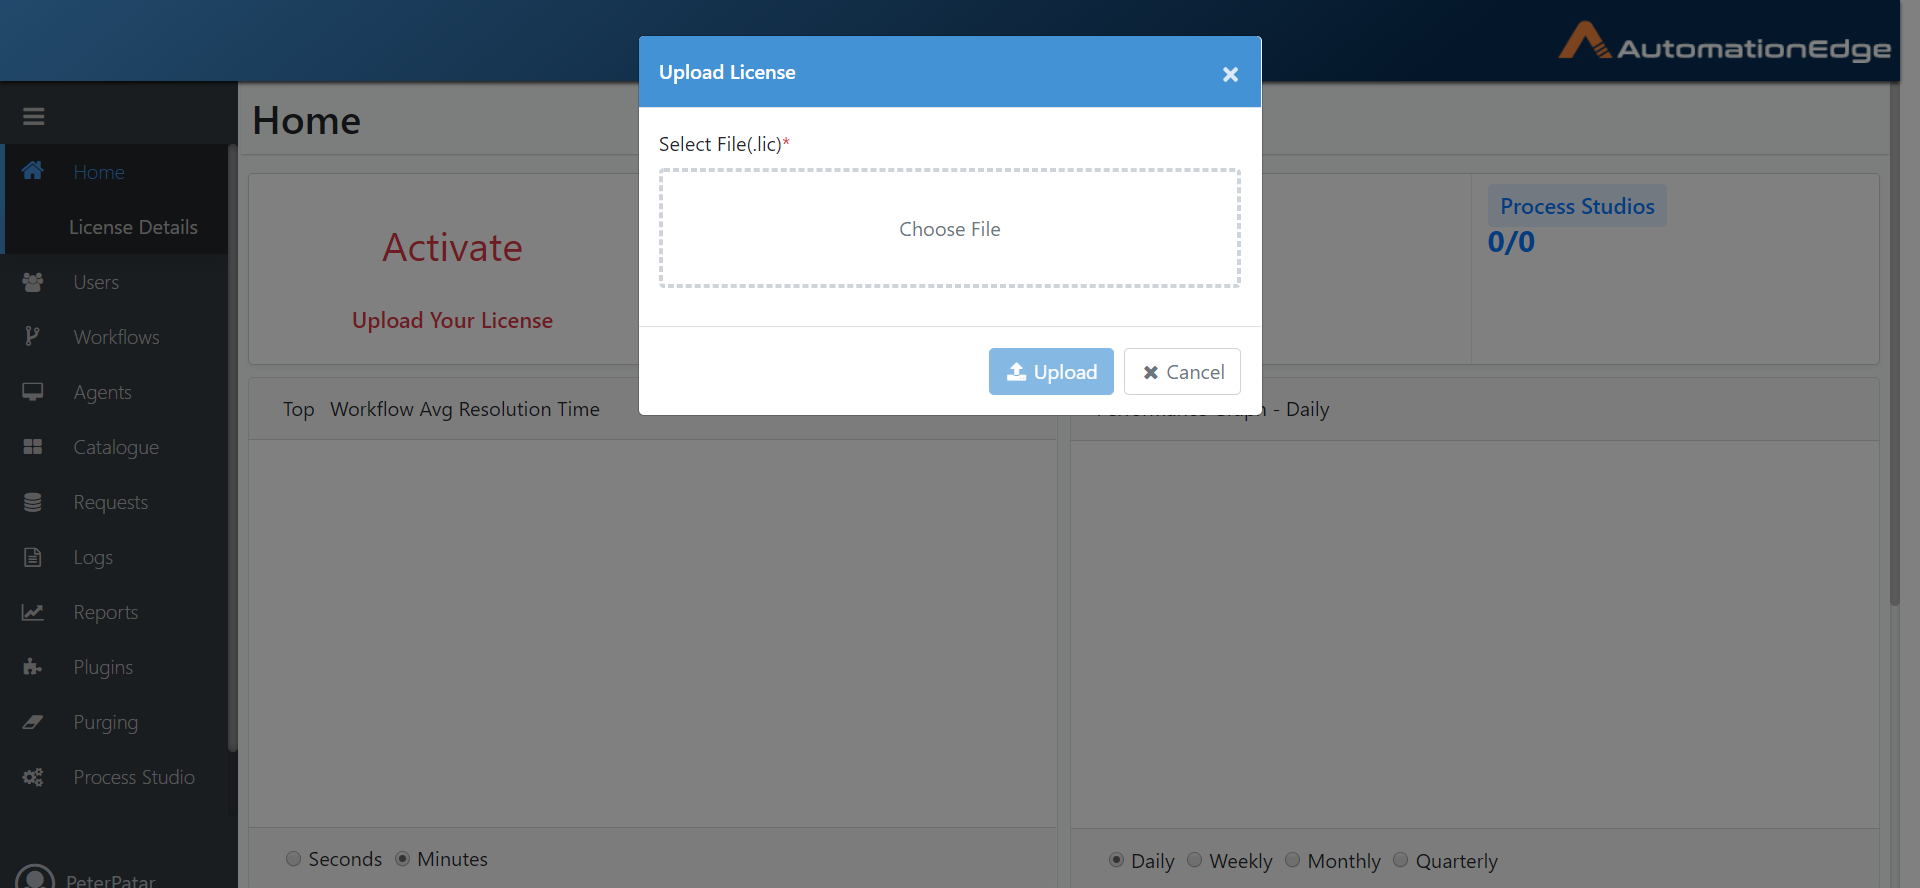 AutomationEdge
Upload License
Home
Select File(.lic)*
Choose File
Upload
Cancel
Home
License Details
Users
Workflows
Agents
Catalogue
Requests
Logs
Reports
Plugins
Purging
Process Studio
PeterPatar
Activate
Upload Your License
Process Studios
0/0
Top Workflow Avg Resolution Time
Performance Graph - Daily
Seconds Minutes
Daily Weekly Monthly Quarterly